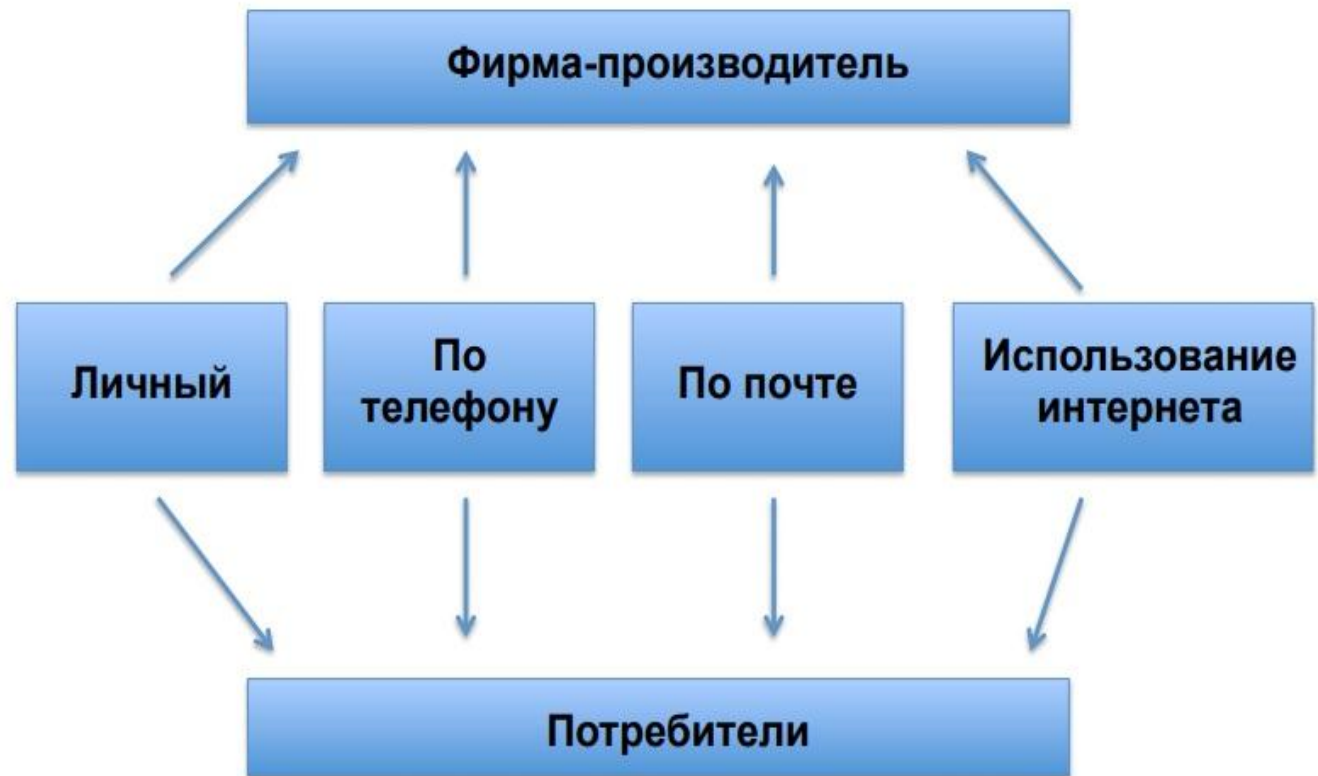 Фирма-производитель
Личный
По
телефону
По почте
Использование
интернета
Потребители